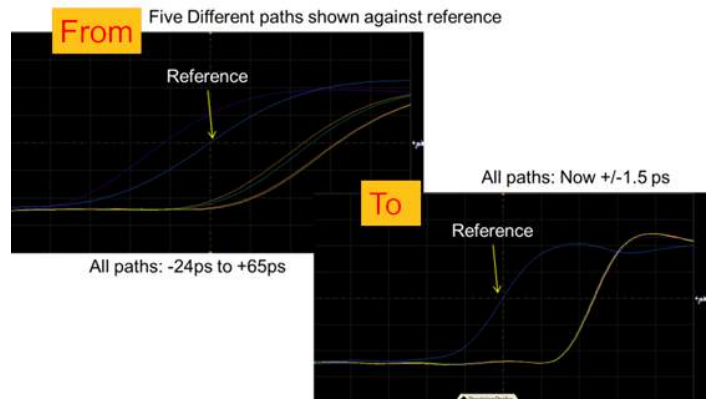 Five Different paths shown against reference
From
Reference
All paths: Now +/-1.5 ps
To
Reference
All paths: -24ps to +65ps